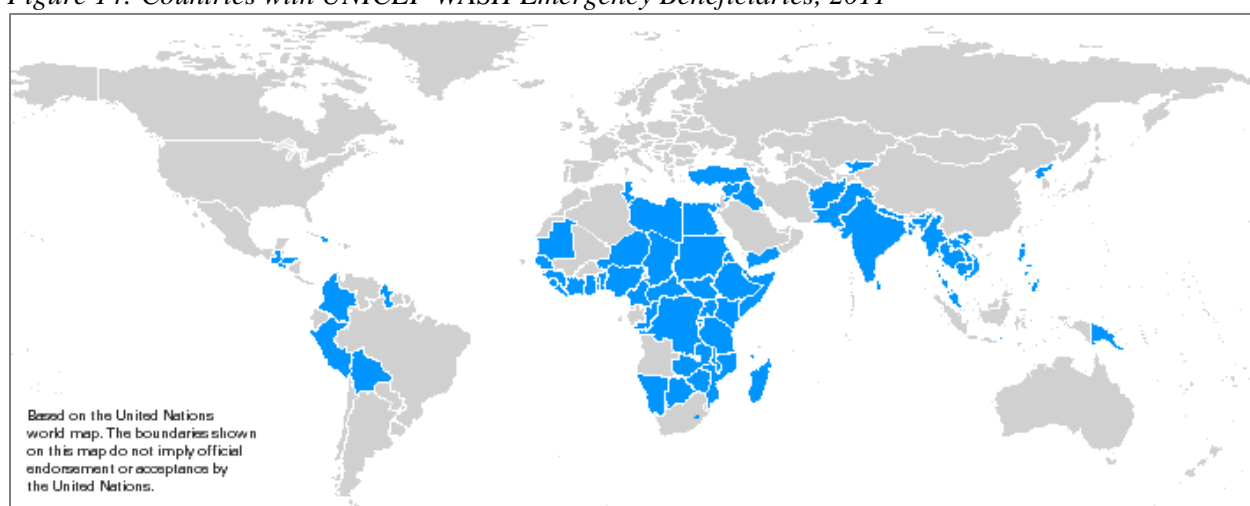 Figure 14: Countries with UNICEF WASH Emergency Beneficiaries, 2011
Based on the United Nations
world map. The boundaries shown
on this map do not imply official
endorsement or acceptance by
the United Nations.